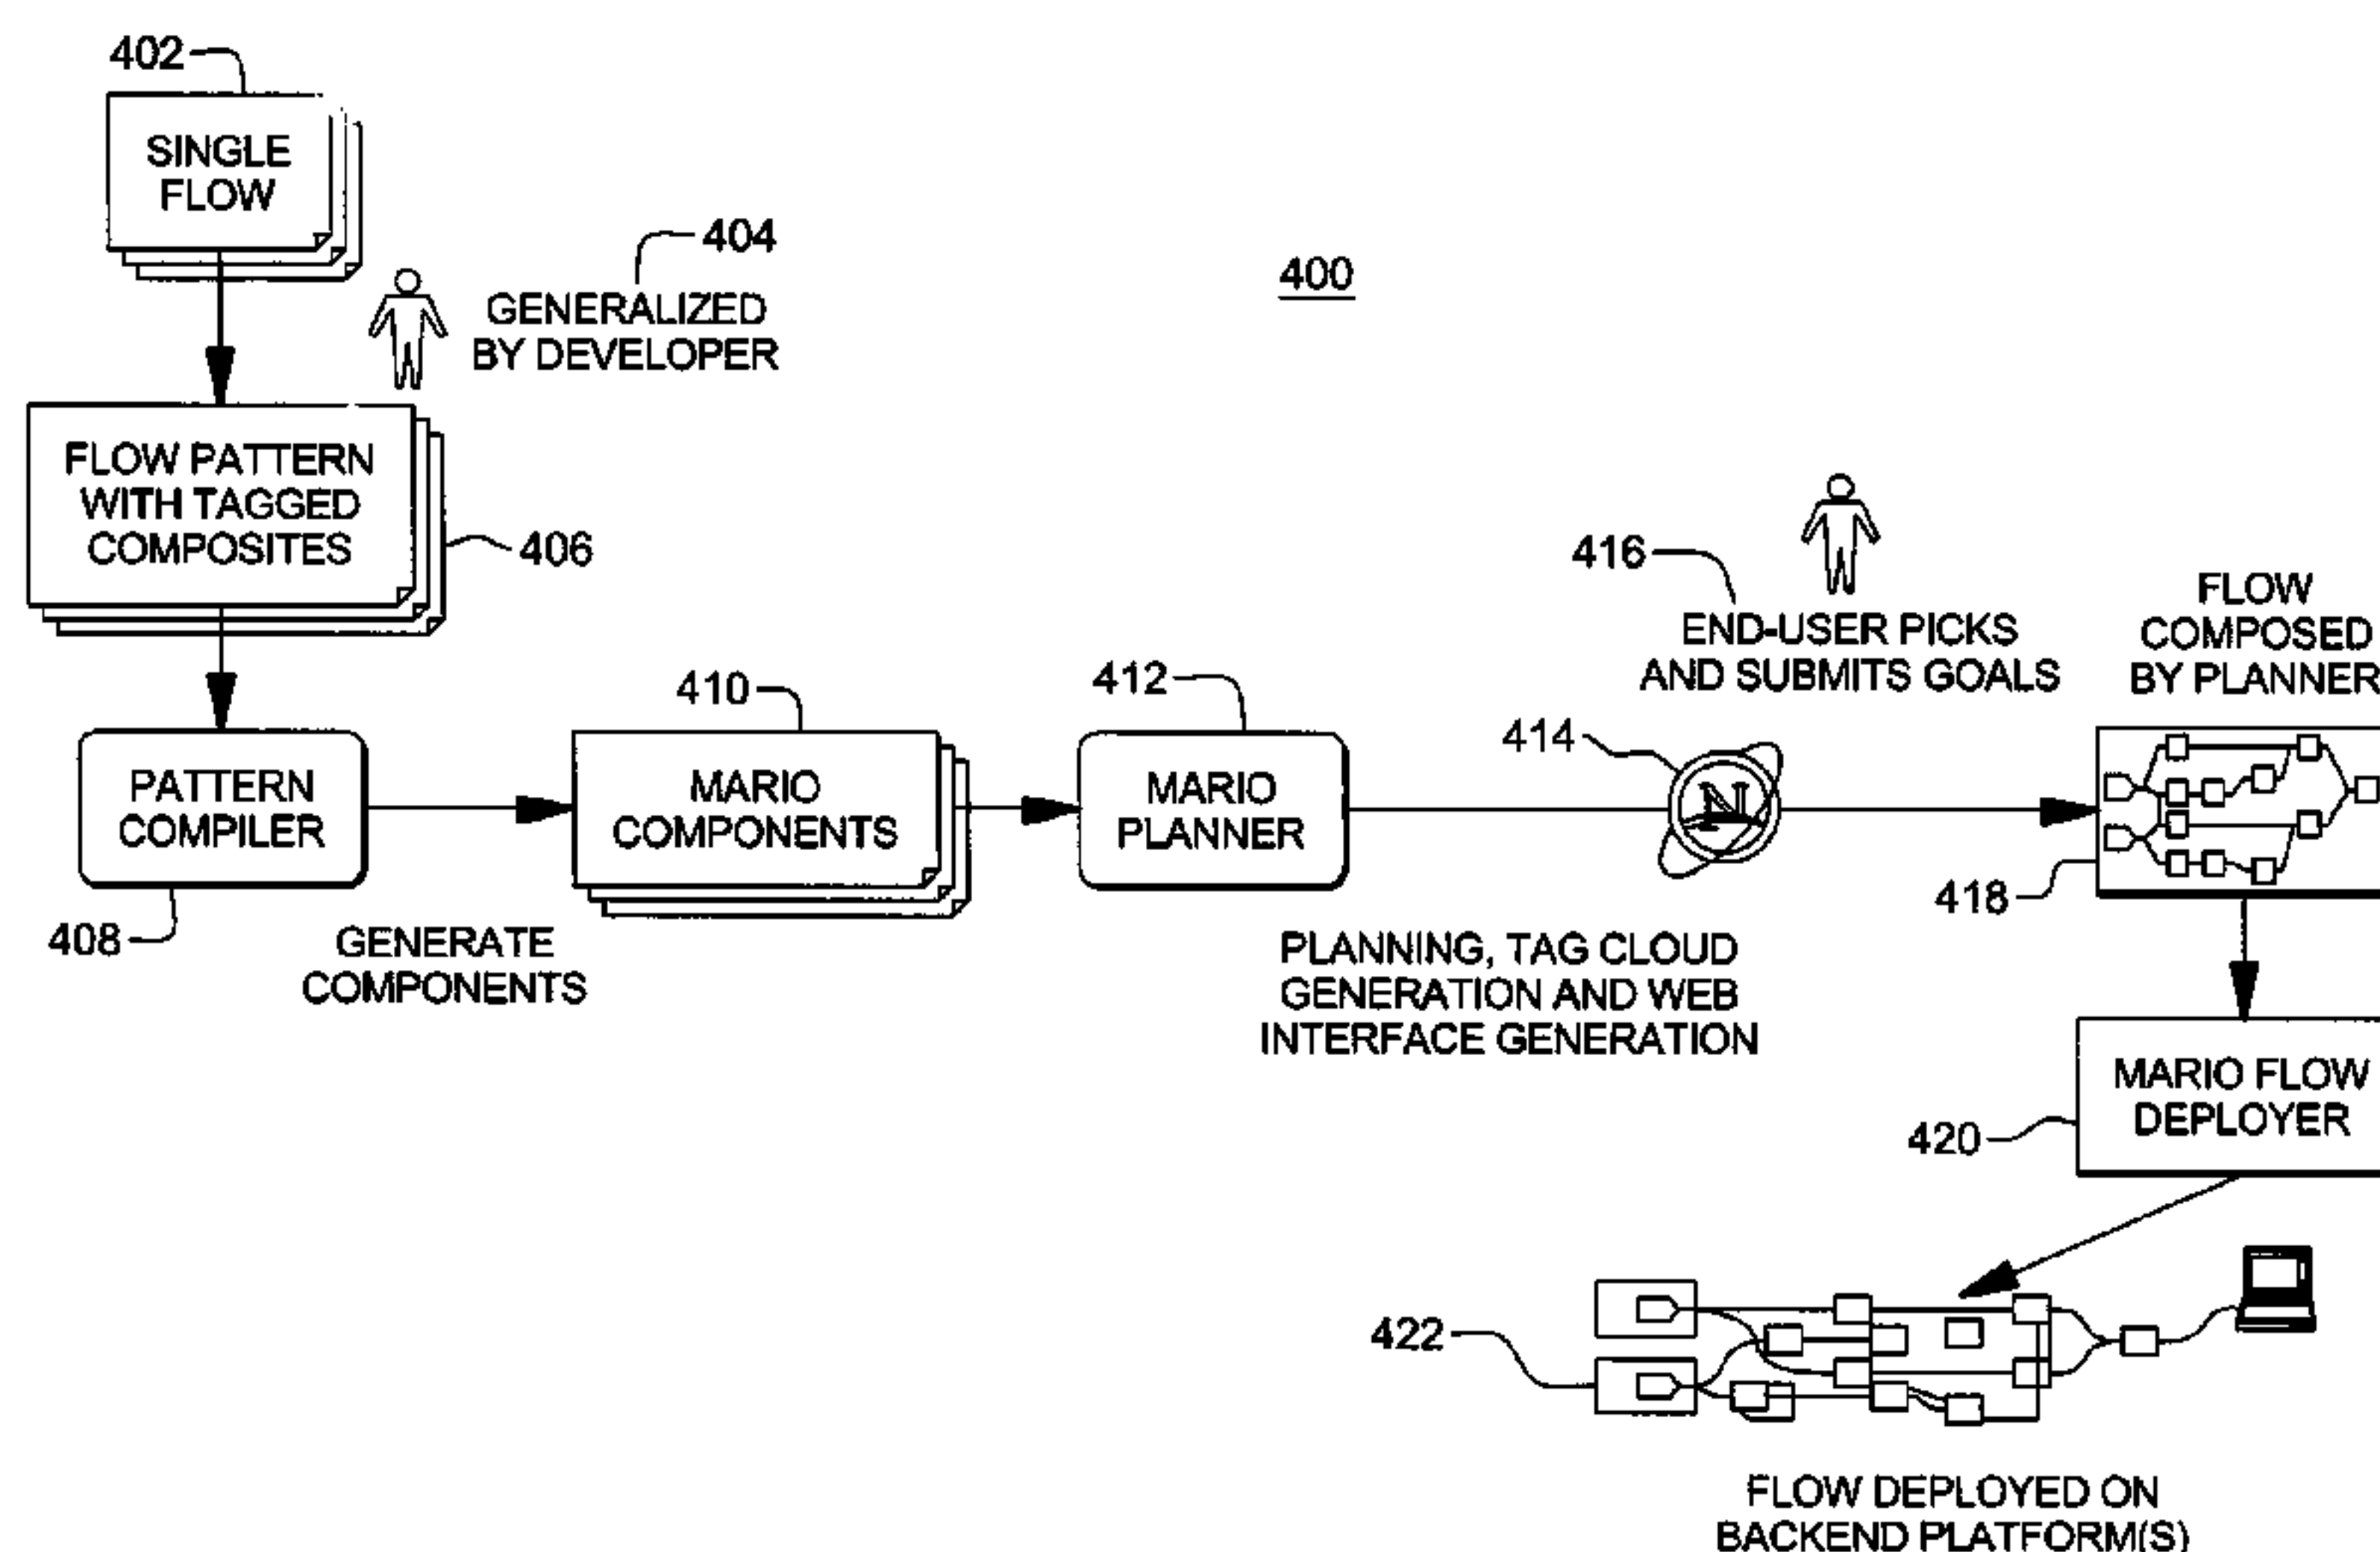 402
SINGLE
FLOW
404
GENERALIZED
BY DEVELOPER
400
FLOW PATTERN
WITH TAGGED
COMPOSITES
406
416
END-USER PICKS
AND SUBMITS GOALS
FLOW
COMPOSED
BY PLANNER
410
412
414
PATTERN
COMPILER
MARIO
COMPONENTS
MARIO
PLANNER
N
418
408
GENERATE
COMPONENTS
PLANNING, TAG CLOUD
GENERATION AND WEB
INTERFACE GENERATION
MARIO FLOW
DEPLOYER
420
422
FLOW DEPLOYED ON
BACKEND PLATFORM(S)